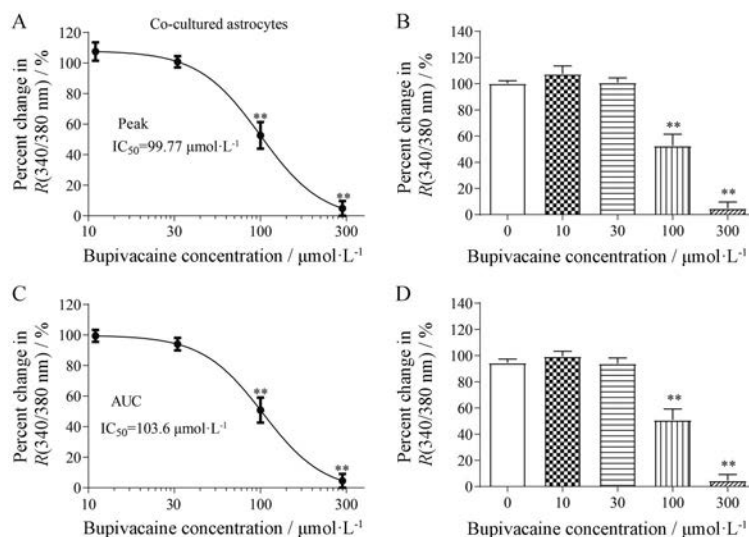 A
Co-cultured astrocytes
Percent change in
R(340/380 nm) / %
120
100
80
60
40
20
0
**
**
Peak
IC₅₀=99.77 μmol·L⁻¹
10
30
100
300
Bupivacaine concentration / μmol·L⁻¹
B
Percent change in
R(340/380 nm) / %
140
120
100
80
60
40
20
0
**
**
0
10
30
100
300
Bupivacaine concentration / μmol·L⁻¹
C
Percent change in
R(340/380 nm) / %
120
100
80
60
40
20
0
**
**
AUC
IC₅₀=103.6 μmol·L⁻¹
10
30
100
300
Bupivacaine concentration / μmol·L⁻¹
D
Percent change in
R(340/380 nm) / %
140
120
100
80
60
40
20
0
**
**
0
10
30
100
300
Bupivacaine concentration / μmol·L⁻¹